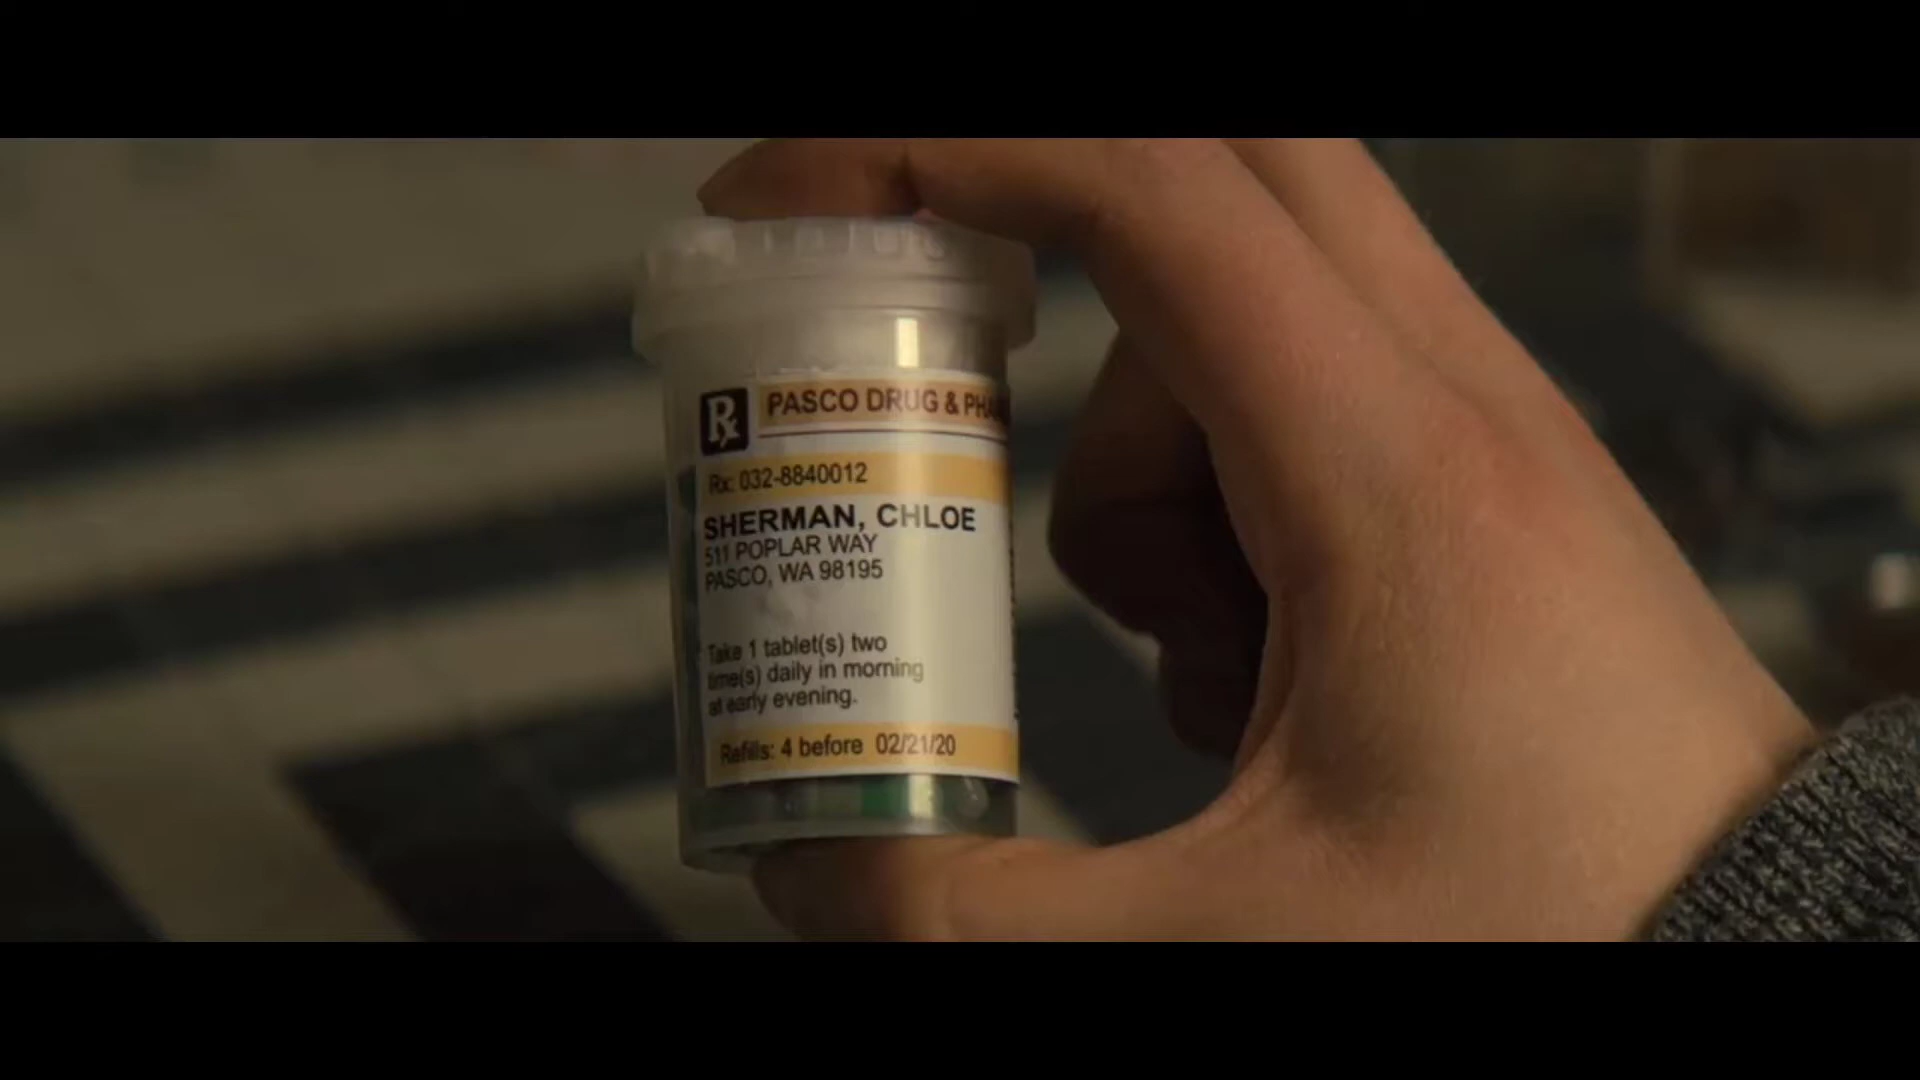 Rx PASCO DRUG & PHA
Rx: 032-8840012
SHERMAN, CHLOE
511 POPLAR WAY
PASCO, WA 98195
Take 1 tablet(s) two
time(s) daily in morning
at early evening.
Refills: 4 before 02/21/20